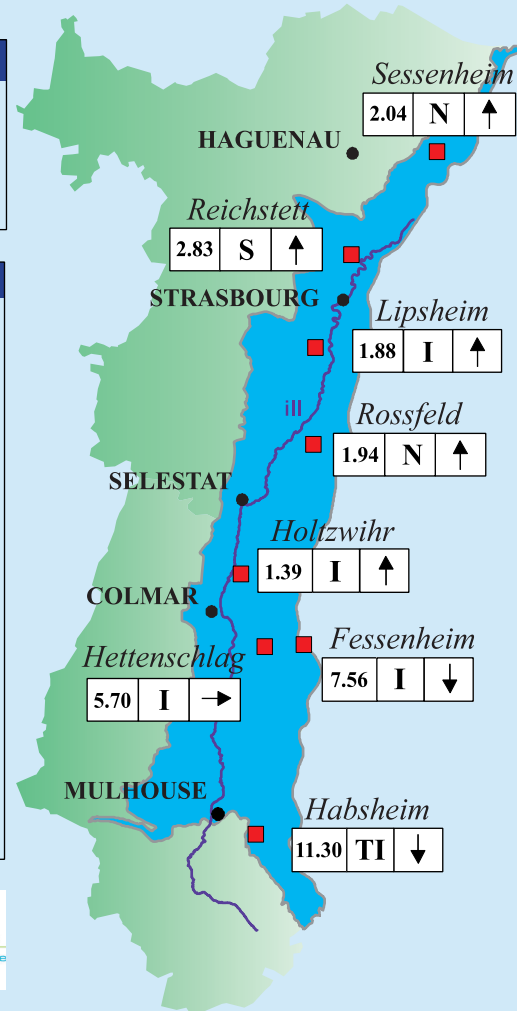 Sessenheim
2.04 N ↑
HAGUENAU
Reichstett
2.83 S ↑
STRASBOURG
Lipsheim
1.88 I ↑
ill
Rossfeld
1.94 N ↑
SELESTAT
Holtzwihr
1.39 I ↑
COLMAR
Hettenschlag
5.70 I →
Fessenheim
7.56 I ↓
MULHOUSE
Habsheim
11.30 TI ↓
e